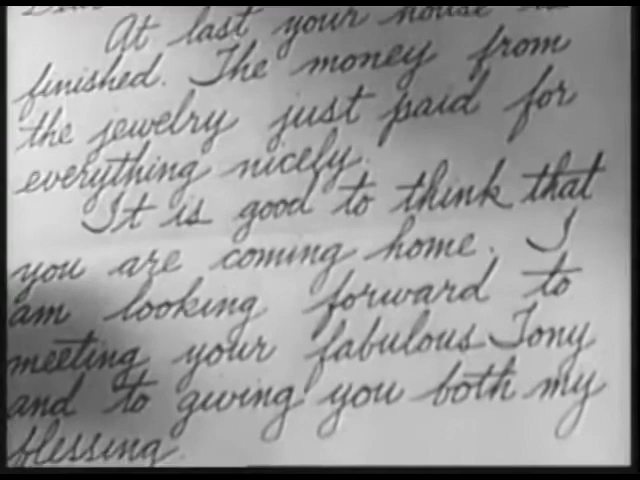 At last your house is
finished. The money from
the jewelry just paid for
everything nicely.
It is good to think that
you are coming home. I
am looking forward to
meeting your fabulous Tony
and to giving you both my
blessing.